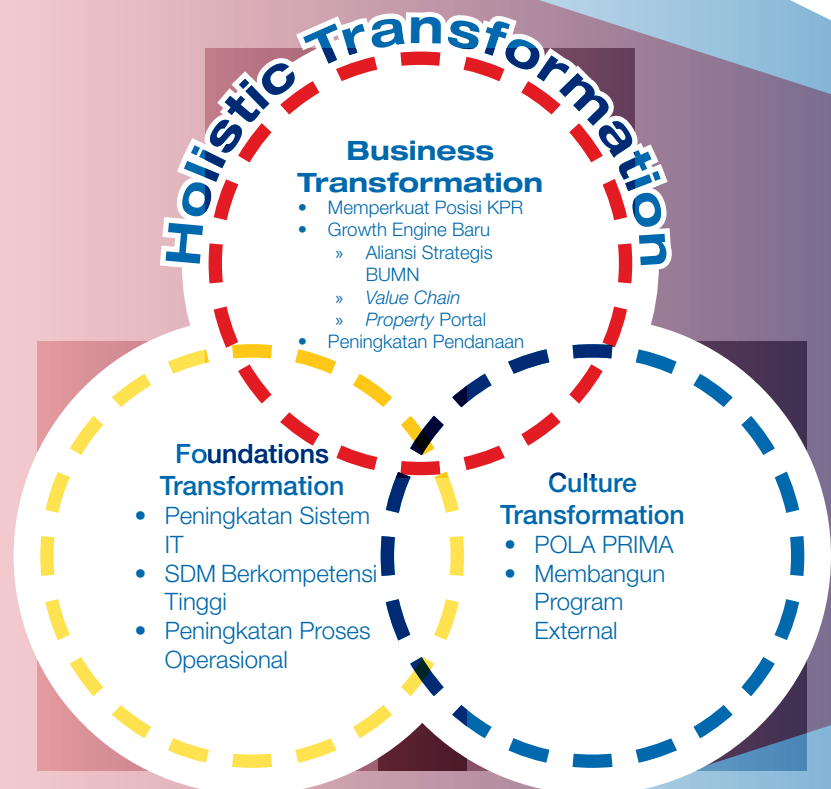 Holistic Transformation
Business
Transformation
• Memperkuat Posisi KPR
• Growth Engine Baru
» Aliansi Strategis
BUMN
» Value Chain
» Property Portal
• Peningkatan Pendanaan
Foundations
Transformation
• Peningkatan Sistem
IT
• SDM Berkompetensi
Tinggi
• Peningkatan Proses
Operasional
Culture
Transformation
• POLA PRIMA
• Membangun
Program
External